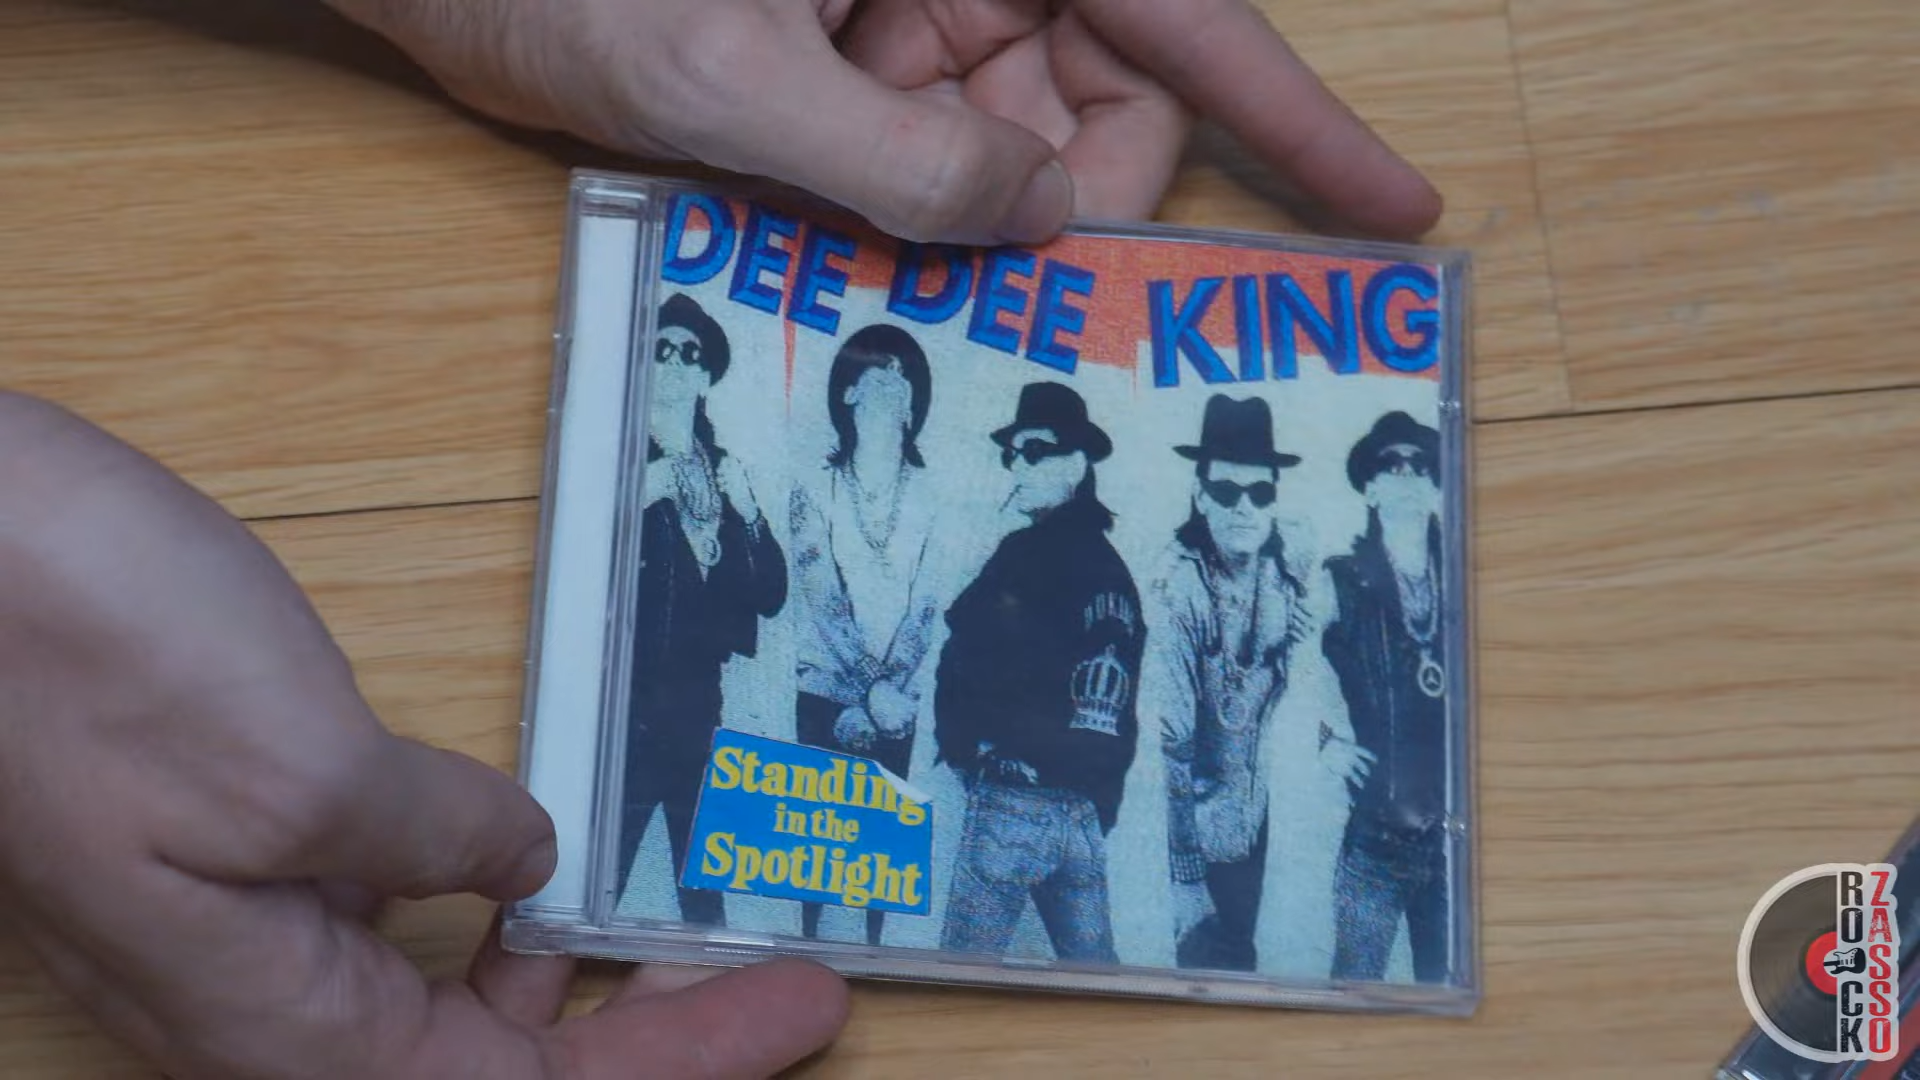 DEE DEE KING
Standing
in the
Spotlight
ROCK
ZASSO